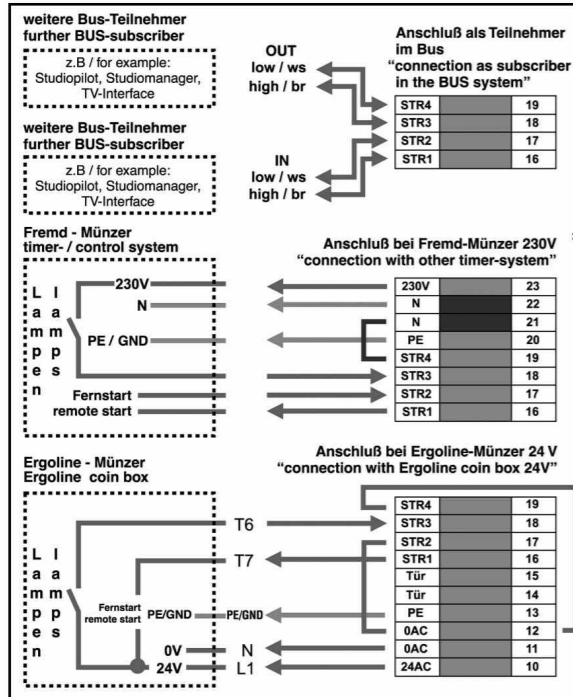 weitere Bus-Teilnehmer
further BUS-subscriber
z.B / for example:
Studiopilot, Studiomanager,
TV-Interface
weitere Bus-Teilnehmer
further BUS-subscriber
z.B / for example:
Studiopilot, Studiomanager,
TV-Interface
OUT
low / ws
high / br
IN
low / ws
high / br
Anschluß als Teilnehmer
im Bus
“connection as subscriber
in the BUS system”
STR4 19
STR3 18
STR2 17
STR1 16
Fremd - Münzer
timer- / control system
Lampen
lamps
230V
N
PE / GND
Fernstart
remote start
Anschluß bei Fremd-Münzer 230V
“connection with other timer-system”
230V 23
N 22
N 21
PE 20
STR4 19
STR3 18
STR2 17
STR1 16
Ergoline - Münzer
Ergoline coin box
Lampen
lamps
Fernstart
remote start
PE/GND
0V
24V
T6
T7
PE/GND
N
L1
Anschluß bei Ergoline-Münzer 24 V
“connection with Ergoline coin box 24V”
STR4 19
STR3 18
STR2 17
STR1 16
Tür 15
Tür 14
PE 13
0AC 12
0AC 11
24AC 10